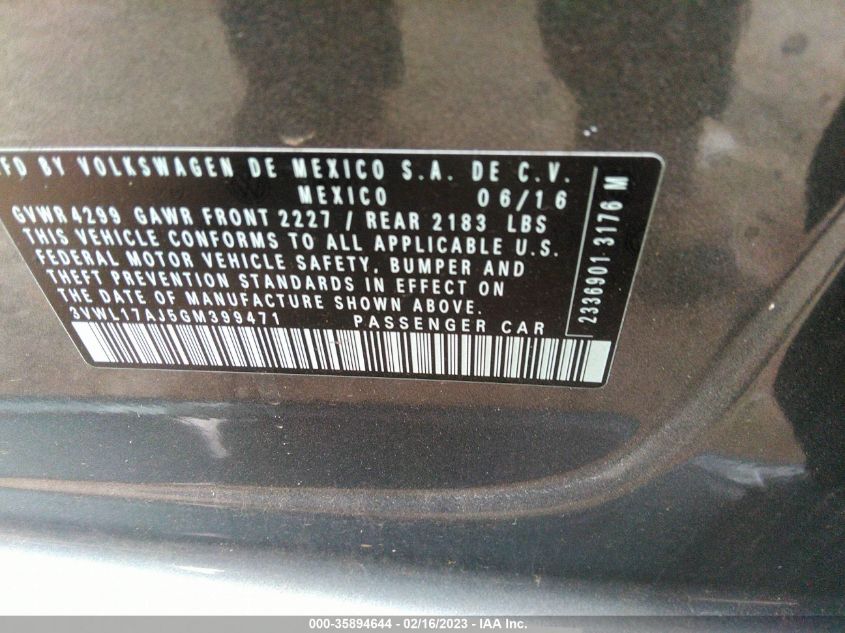 MFD BY VOLKSWAGEN DE MEXICO S.A. DE C.V.
MEXICO 06/16
GVWR 4299 GAWR FRONT 2227 / REAR 2183 LBS
THIS VEHICLE CONFORMS TO ALL APPLICABLE U.S.
FEDERAL MOTOR VEHICLE SAFETY, BUMPER AND
THEFT PREVENTION STANDARDS IN EFFECT ON
THE DATE OF MANUFACTURE SHOWN ABOVE.
3VWL17AJ5GM399471 PASSENGER CAR
2336901 3176 M
000-35894644 - 02/16/2023 - IAA Inc.